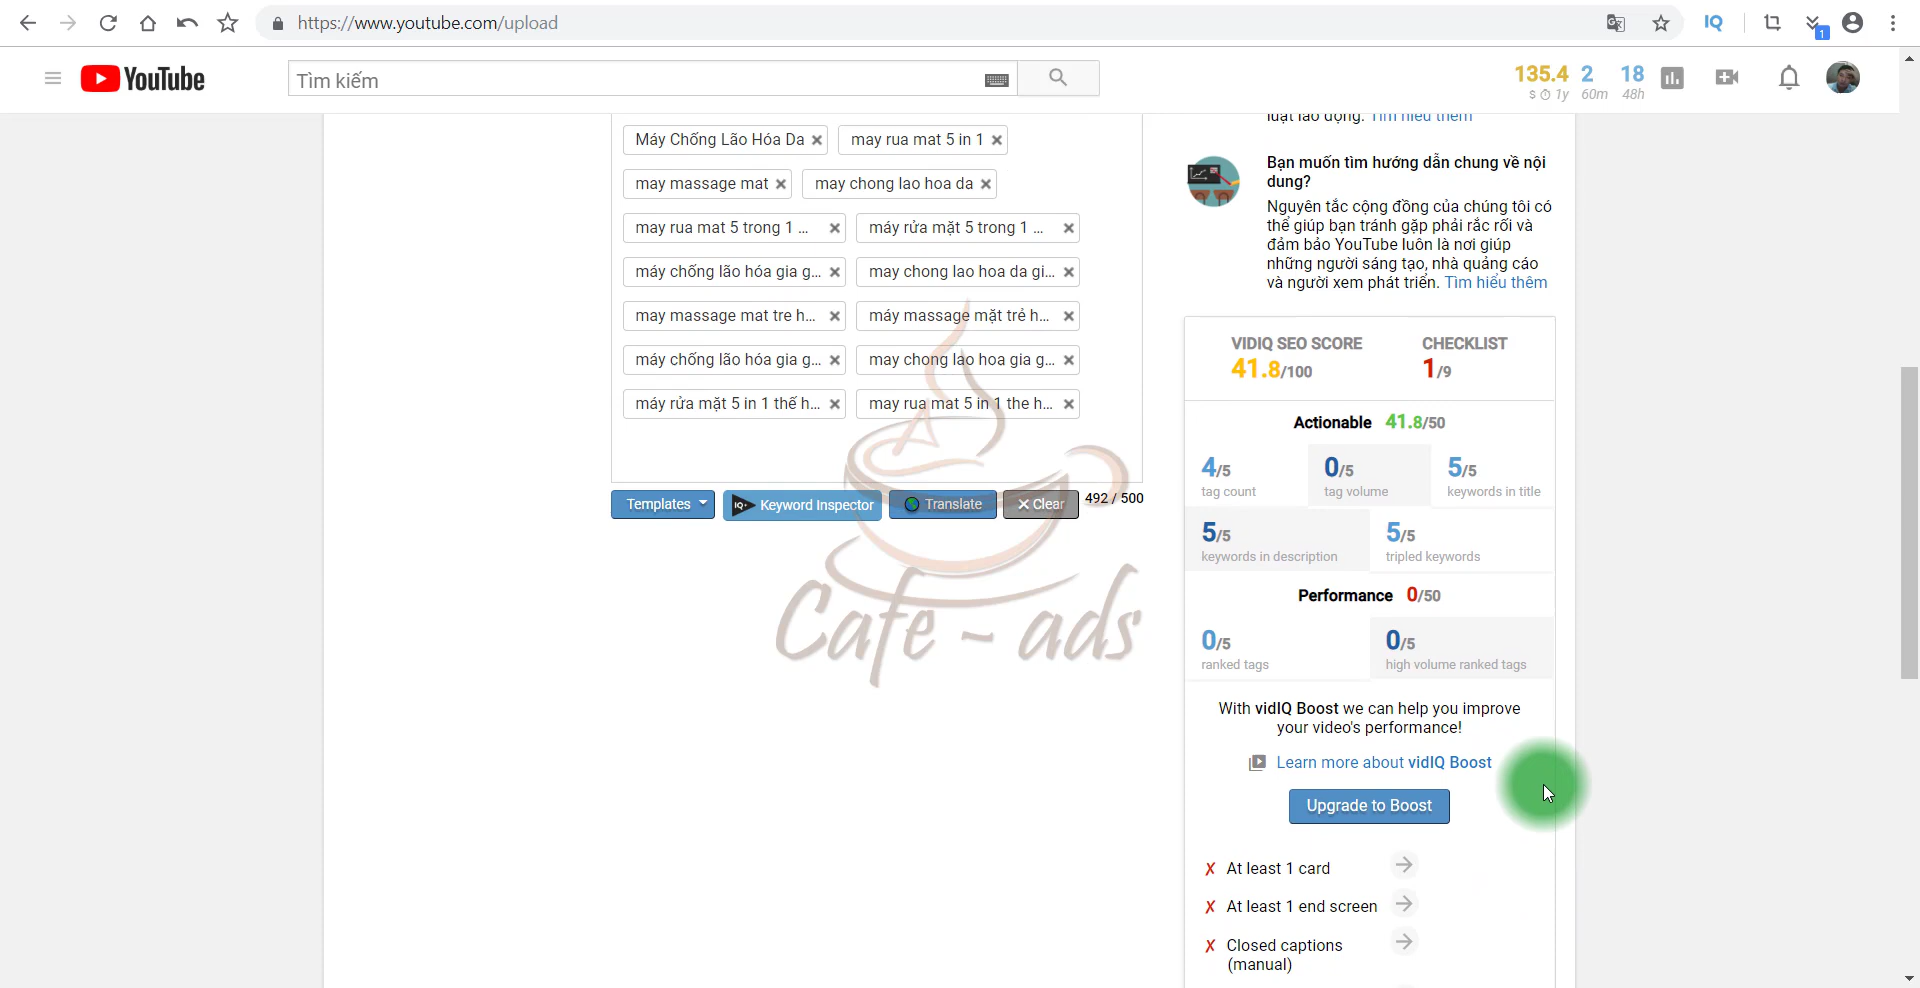 https://www.youtube.com/upload
IQ
1
YouTube
Tìm kiếm
135.4 2 18
$ 1y 60m 48h
luật lao động. Tìm hiểu thêm
Máy Chống Lão Hóa Da × may rua mat 5 in 1 ×
may massage mat × may chong lao hoa da ×
may rua mat 5 trong 1 ... × máy rửa mặt 5 trong 1 ... ×
máy chống lão hóa gia g... × may chong lao hoa da gi... ×
may massage mat tre h... × máy massage mặt trẻ h... ×
máy chống lão hóa gia g... × may chong lao hoa gia g... ×
máy rửa mặt 5 in 1 thế h... × may rua mat 5 in 1 the h... ×
Templates IQ+ Keyword Inspector Translate × Clear 492 / 500
Cafe - ads
Bạn muốn tìm hướng dẫn chung về nội
dung?
Nguyên tắc cộng đồng của chúng tôi có
thể giúp bạn tránh gặp phải rắc rối và
đảm bảo YouTube luôn là nơi giúp
những người sáng tạo, nhà quảng cáo
và người xem phát triển. Tìm hiểu thêm
VIDIQ SEO SCORE CHECKLIST
41.8/100 1/9
Actionable 41.8/50
4/5 0/5 5/5
tag count tag volume keywords in title
5/5 5/5
keywords in description tripled keywords
Performance 0/50
0/5 0/5
ranked tags high volume ranked tags
With vidIQ Boost we can help you improve
your video's performance!
Learn more about vidIQ Boost
Upgrade to Boost
✗ At least 1 card
✗ At least 1 end screen
✗ Closed captions
(manual)